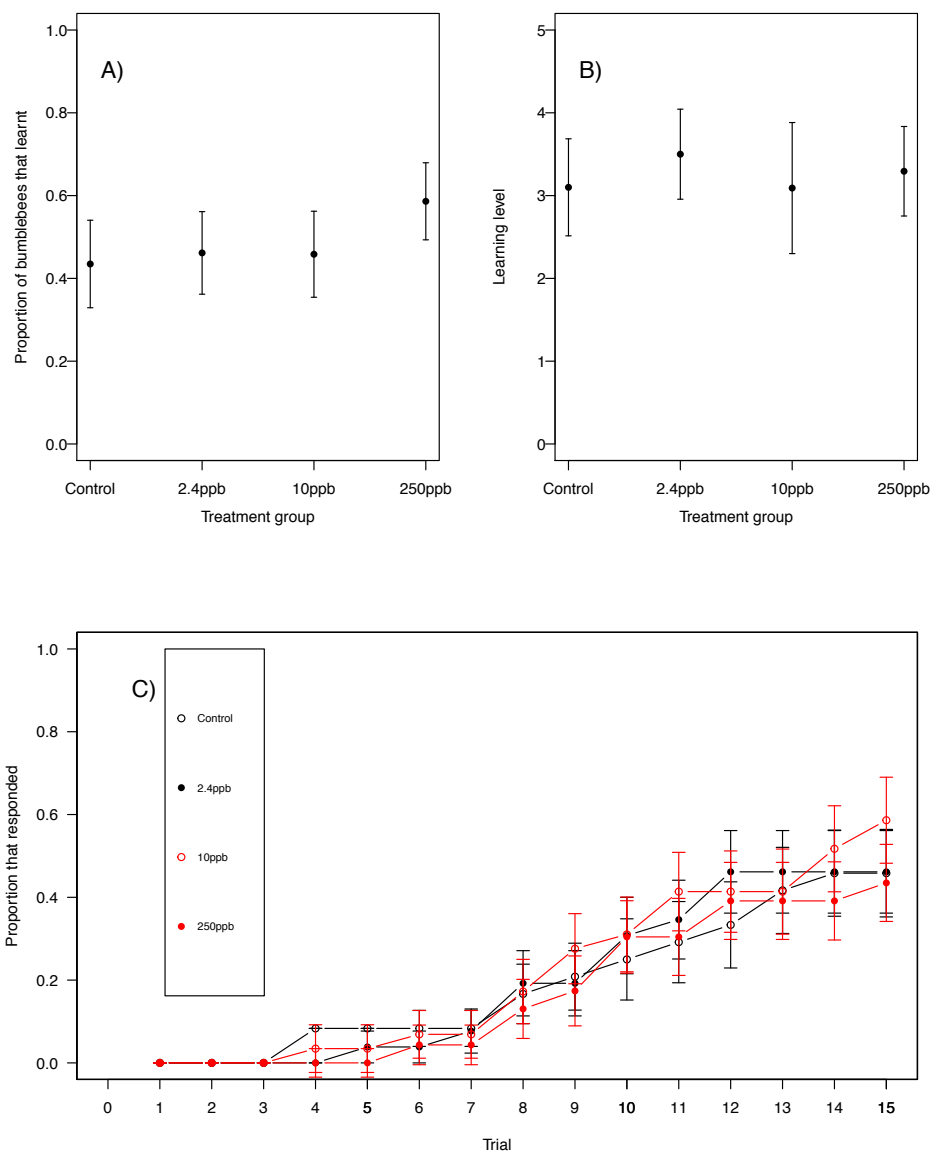 A)
Proportion of bumblebees that learnt
1.0
0.8
0.6
0.4
0.2
0.0
Control 2.4ppb 10ppb 250ppb
Treatment group
B)
Learning level
5
4
3
2
1
0
Control 2.4ppb 10ppb 250ppb
Treatment group
C)
Proportion that responded
1.0
0.8
0.6
0.4
0.2
0.0
Control
2.4ppb
10ppb
250ppb
0 1 2 3 4 5 6 7 8 9 10 11 12 13 14 15
Trial